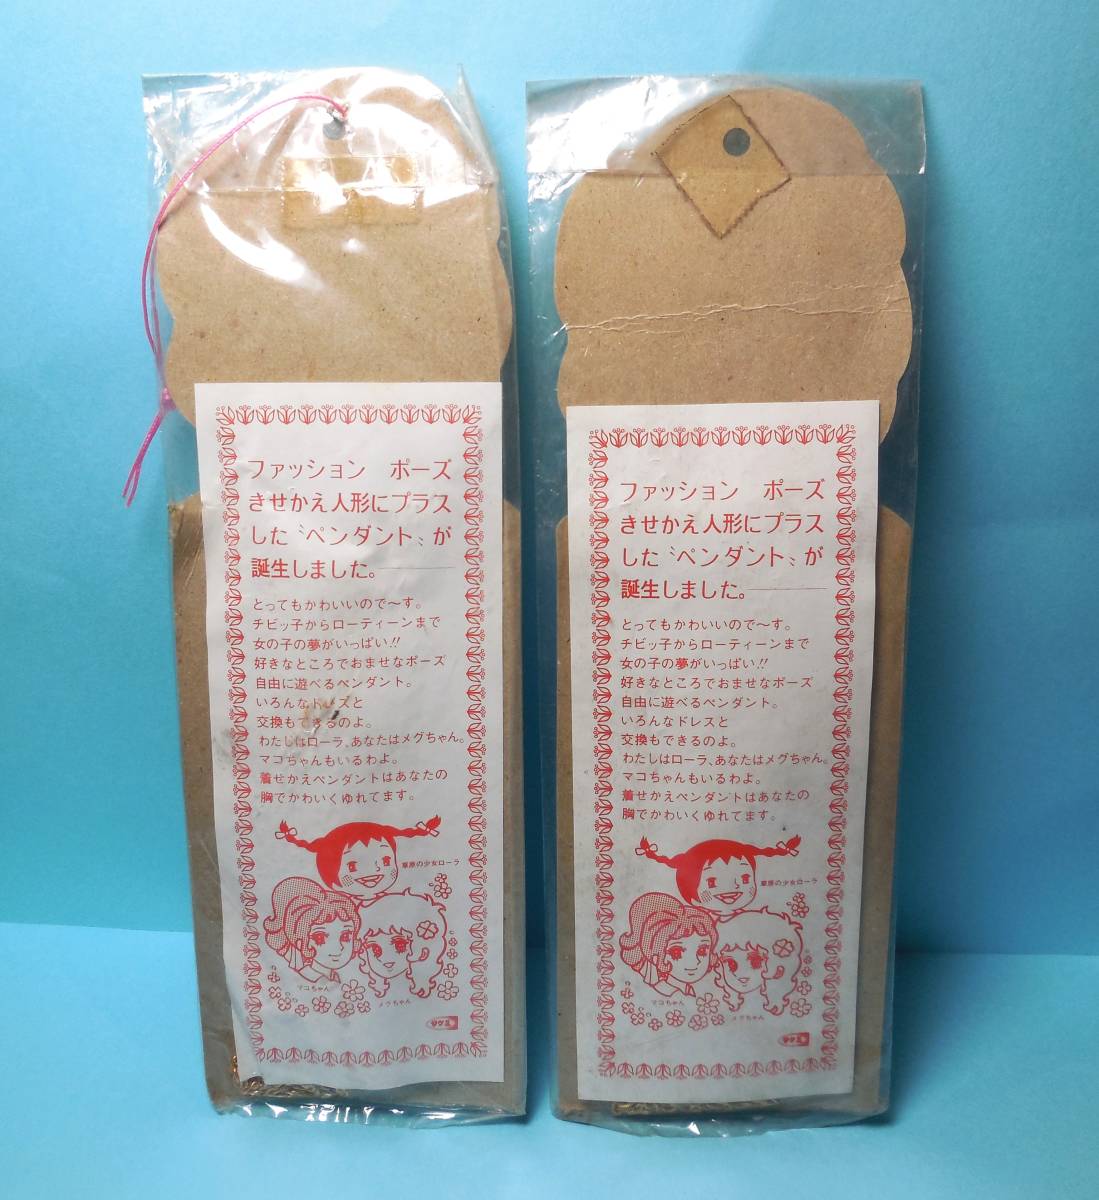 ファッション ポーズ
きせかえ人形にプラス
した〝ペンダント〟が
誕生しました。
とってもかわいいので〜す。
チビッ子からローティーンまで
女の子の夢がいっぱい!!
好きなところでおませなポーズ
自由に遊べるペンダント。
いろんなドレスと
交換もできるのよ。
わたしはローラ、あなたはメグちゃん。
マコちゃんもいるわよ。
着せかえペンダントはあなたの
胸でかわいくゆれてます。
草原の少女ローラ
マコちゃん
メグちゃん
ファッション ポーズ
きせかえ人形にプラス
した〝ペンダント〟が
誕生しました。
とってもかわいいので〜す。
チビッ子からローティーンまで
女の子の夢がいっぱい!!
好きなところでおませなポーズ
自由に遊べるペンダント。
いろんなドレスと
交換もできるのよ。
わたしはローラ、あなたはメグちゃん。
マコちゃんもいるわよ。
着せかえペンダントはあなたの
胸でかわいくゆれてます。
草原の少女ローラ
マコちゃん
メグちゃん